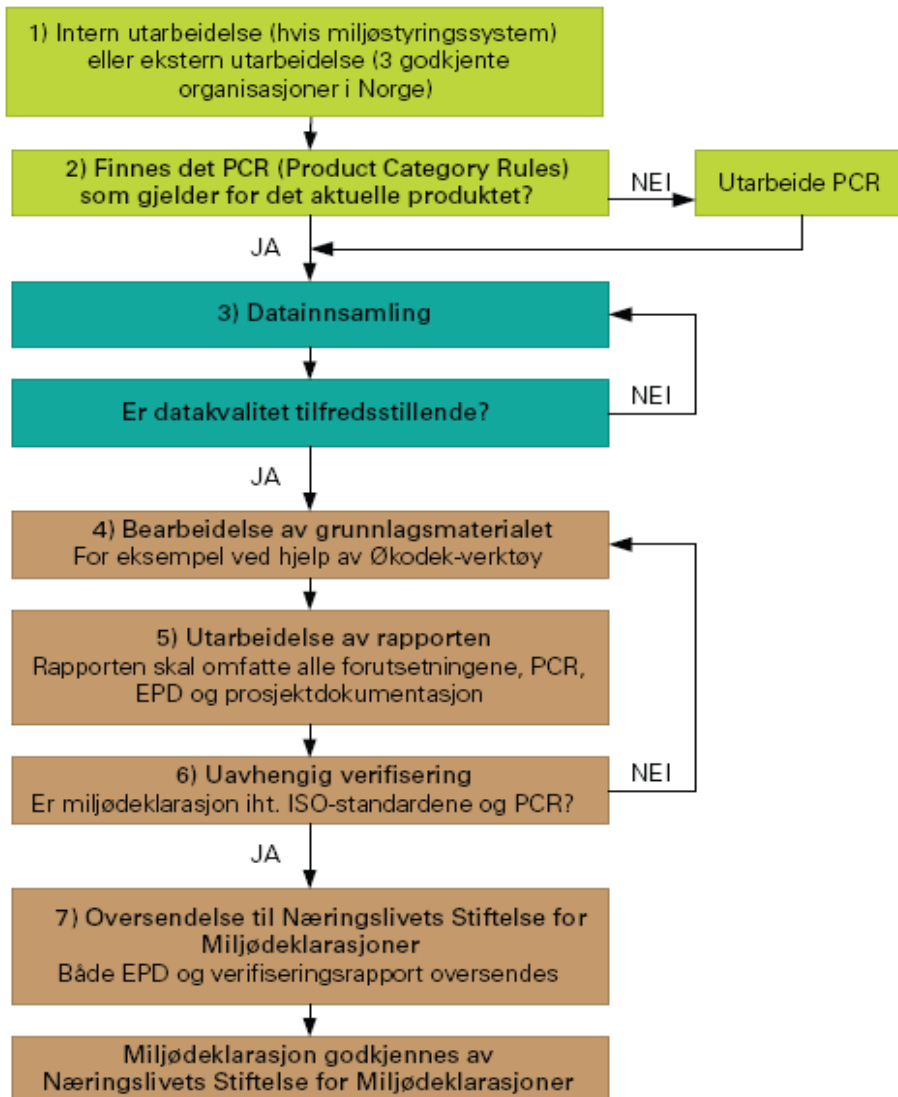 1) Intern utarbeidelse (hvis miljøstyringssystem)
eller ekstern utarbeidelse (3 godkjente
organisasjoner i Norge)
2) Finnes det PCR (Product Category Rules)
som gjelder for det aktuelle produktet?
NEI
Utarbeide PCR
JA
3) Datainnsamling
Er datakvalitet tilfredsstillende?
NEI
JA
4) Bearbeidelse av grunnlagsmaterialet
For eksempel ved hjelp av Økodek-verktøy
5) Utarbeidelse av rapporten
Rapporten skal omfatte alle forutsetningene, PCR,
EPD og prosjektdokumentasjon
6) Uavhengig verifisering
Er miljødeklarasjon iht. ISO-standardene og PCR?
NEI
JA
7) Oversendelse til Næringslivets Stiftelse for
Miljødeklarasjoner
Både EPD og verifiseringsrapport oversendes
Miljødeklarasjon godkjennes av
Næringslivets Stiftelse for Miljødeklarasjoner